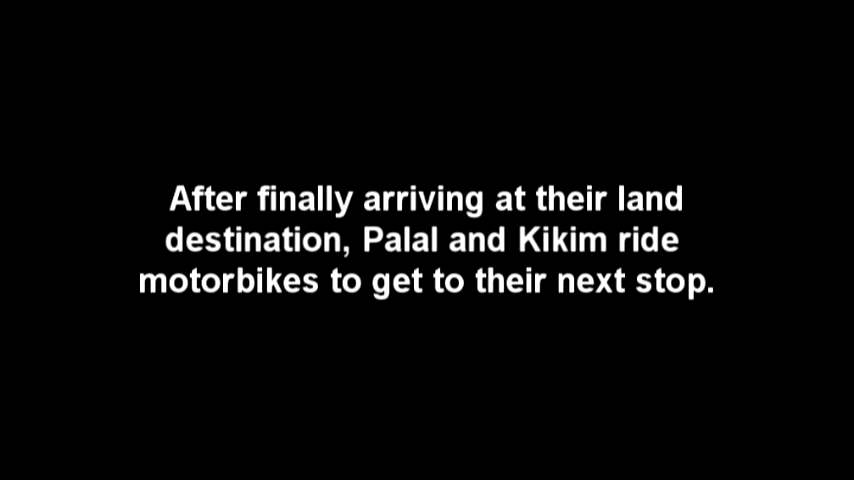 After finally arriving at their land
destination, Palal and Kikim ride
motorbikes to get to their next stop.